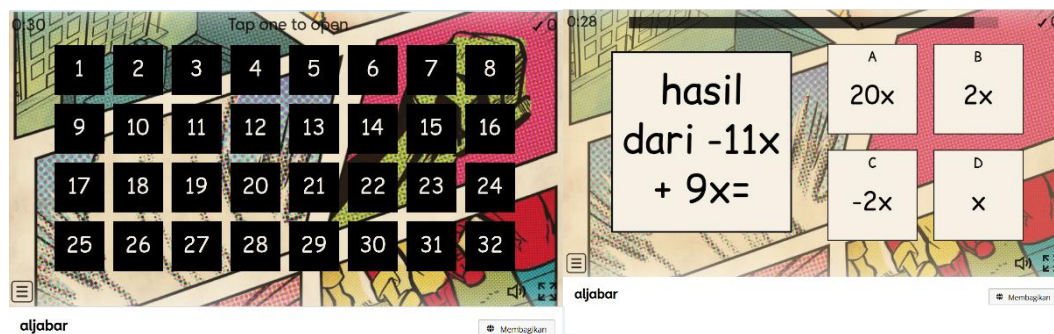 0:30 Tap one to open. ✓ 0
1 2 3 4 5 6 7 8
9 10 11 12 13 14 15 16
17 18 19 20 21 22 23 24
25 26 27 28 29 30 31 32
aljabar
Membagikan
0:28 ✓
hasil
dari -11x
+ 9x=
A
20x
B
2x
C
-2x
D
x
aljabar
Membagikan